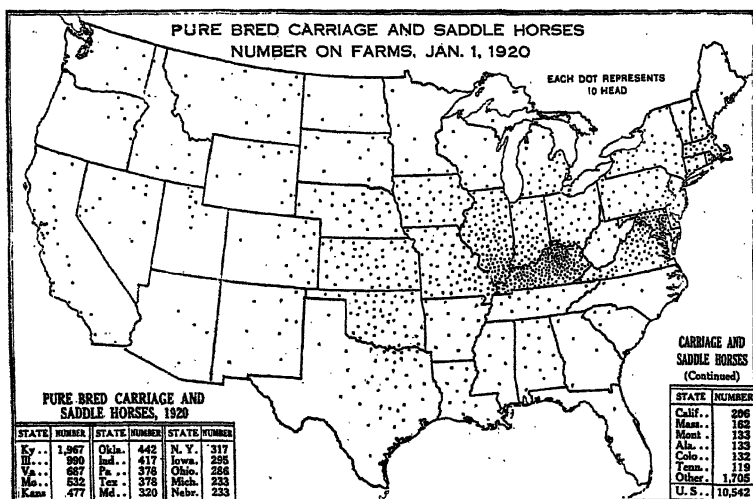 PURE BRED CARRIAGE AND SADDLE HORSES
NUMBER ON FARMS, JAN. 1, 1920
EACH DOT REPRESENTS
10 HEAD
PURE BRED CARRIAGE AND
SADDLE HORSES, 1920
STATE NUMBER STATE NUMBER STATE NUMBER
Ky.. 1,967 Okla. 442 N. Y. 317
Ill... 990 Ind.. 417 Iowa. 295
Va.. 687 Pa.. 378 Ohio. 286
Mo.. 532 Tex. 378 Mich. 233
Kans 477 Md.. 320 Nebr. 233
CARRIAGE AND
SADDLE HORSES
(Continued)
STATE NUMBER
Calif.. 206
Mass. 162
Mont. 133
Ala.. 133
Colo.. 132
Tenn. 119
Other. 1,705
U. S.. 10,542